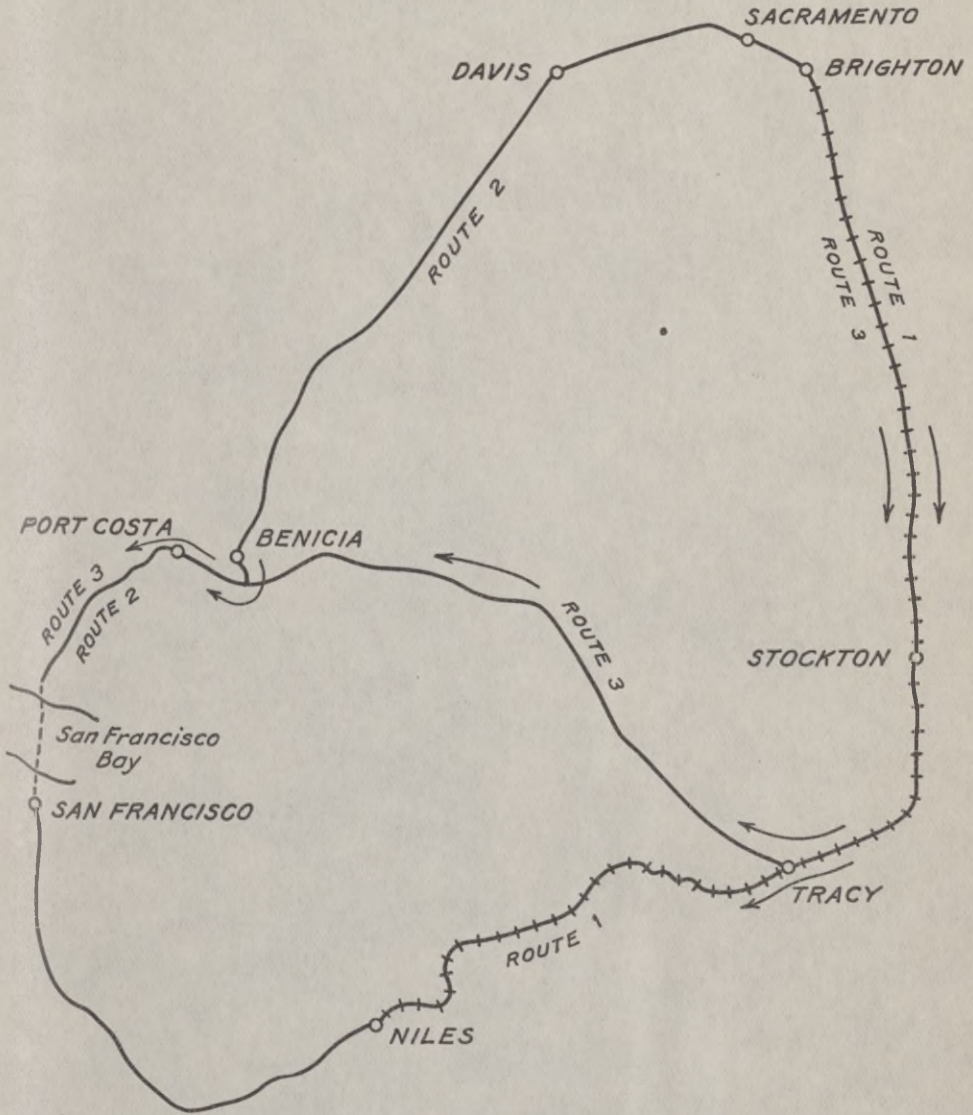 SACRAMENTO
DAVIS
BRIGHTON
ROUTE 2
ROUTE 1
ROUTE 3
PORT COSTA
BENICIA
ROUTE 3
ROUTE 2
ROUTE 3
STOCKTON
San Francisco
Bay
SAN FRANCISCO
TRACY
ROUTE 1
NILES